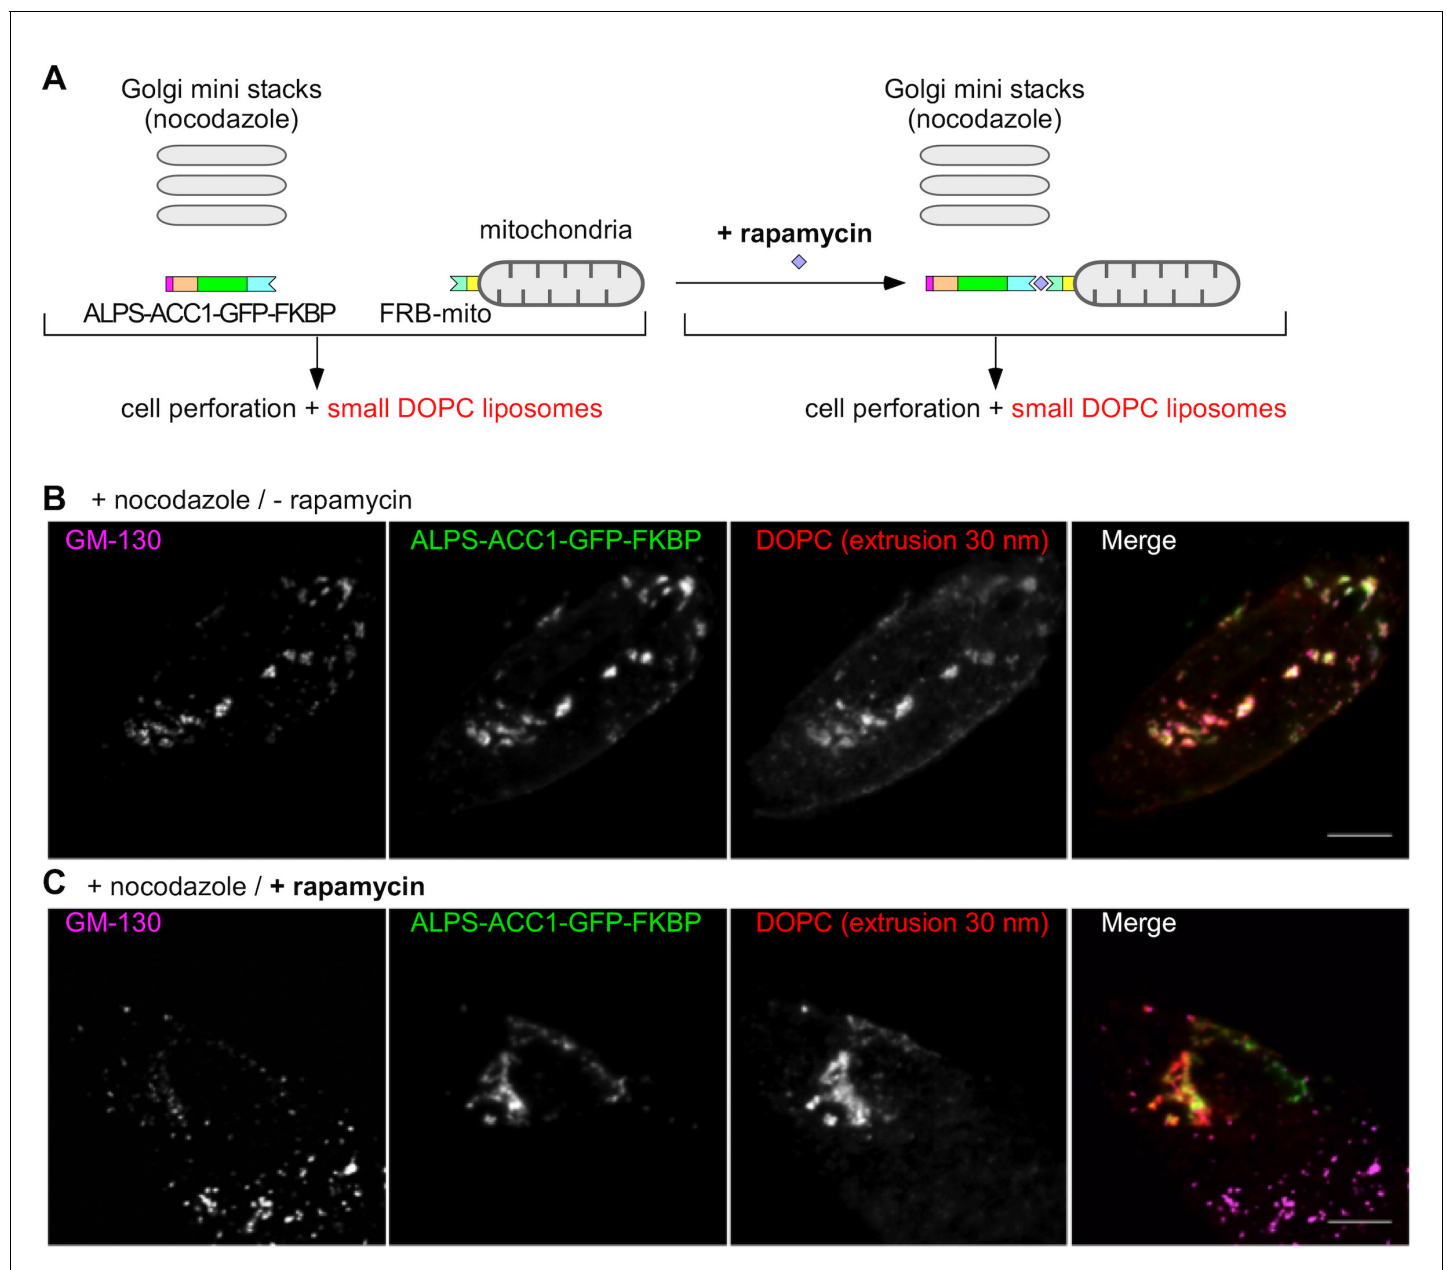 A
Golgi mini stacks
(nocodazole)
Golgi mini stacks
(nocodazole)
mitochondria
+ rapamycin
ALPS-ACC1-GFP-FKBP
FRB-mito
cell perforation + small DOPC liposomes
cell perforation + small DOPC liposomes
B + nocodazole / - rapamycin
GM-130
ALPS-ACC1-GFP-FKBP
DOPC (extrusion 30 nm)
Merge
C + nocodazole / + rapamycin
GM-130
ALPS-ACC1-GFP-FKBP
DOPC (extrusion 30 nm)
Merge